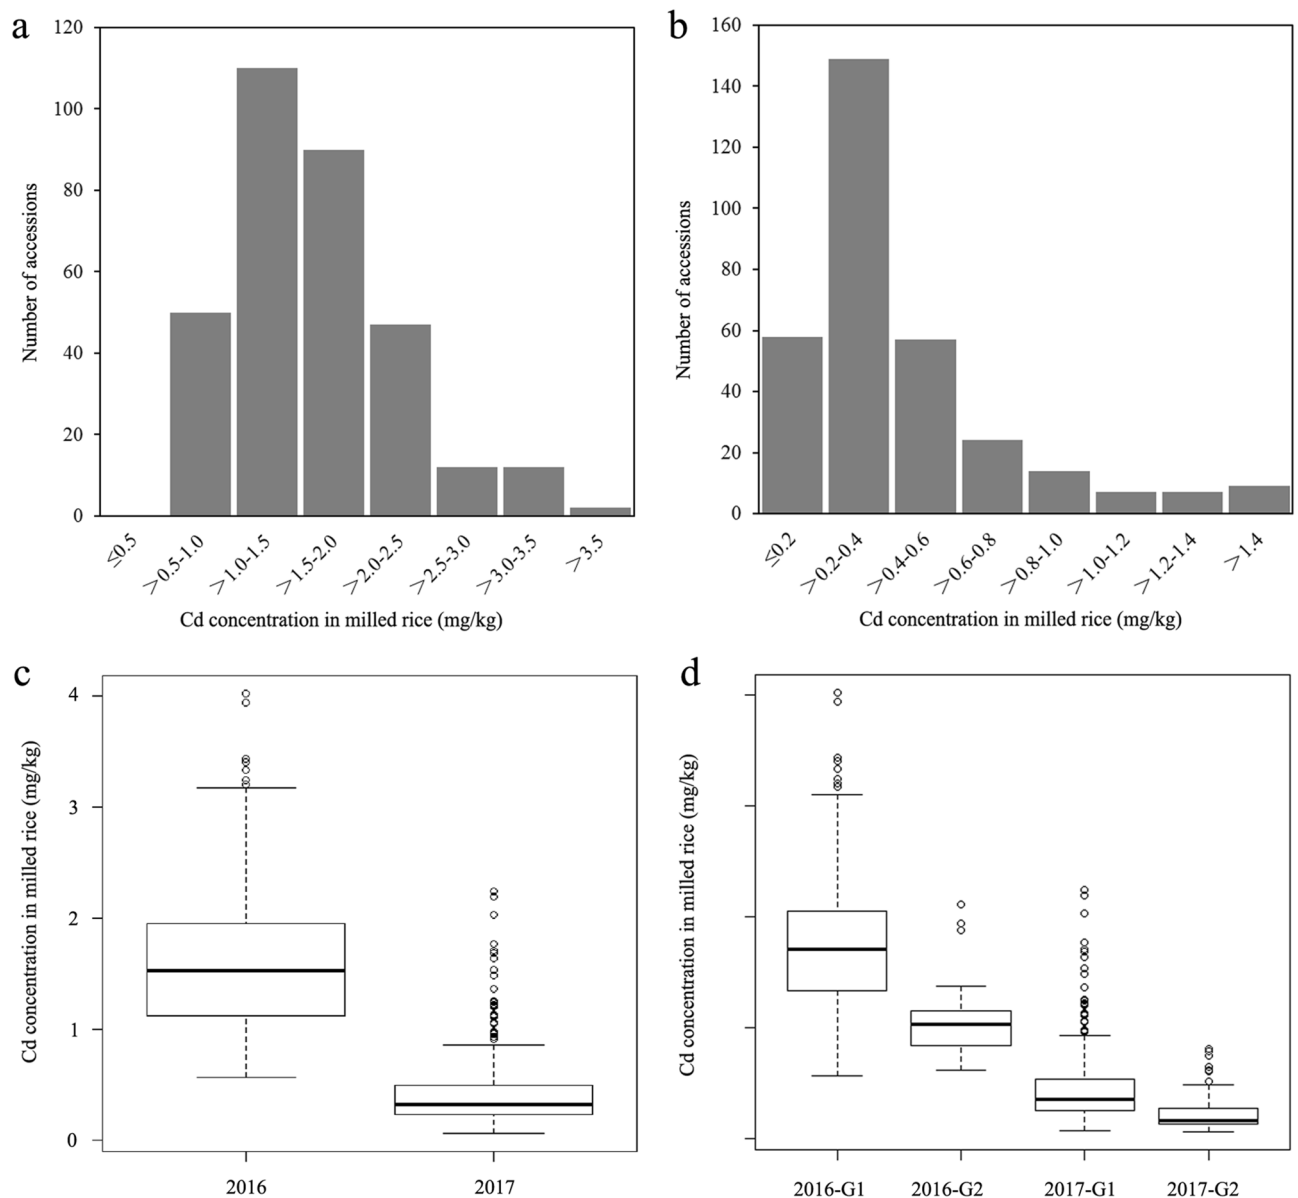 a
120
100
80
60
40
20
0
Number of accessions
≤0.5
＞0.5-1.0
＞1.0-1.5
＞1.5-2.0
＞2.0-2.5
＞2.5-3.0
＞3.0-3.5
＞3.5
Cd concentration in milled rice (mg/kg)
b
160
140
120
100
80
60
40
20
0
Number of accessions
≤0.2
＞0.2-0.4
＞0.4-0.6
＞0.6-0.8
＞0.8-1.0
＞1.0-1.2
＞1.2-1.4
＞1.4
Cd concentration in milled rice (mg/kg)
c
4
3
2
1
0
Cd concentration in milled rice (mg/kg)
2016
2017
d
Cd concentration in milled rice (mg/kg)
2016-G1
2016-G2
2017-G1
2017-G2